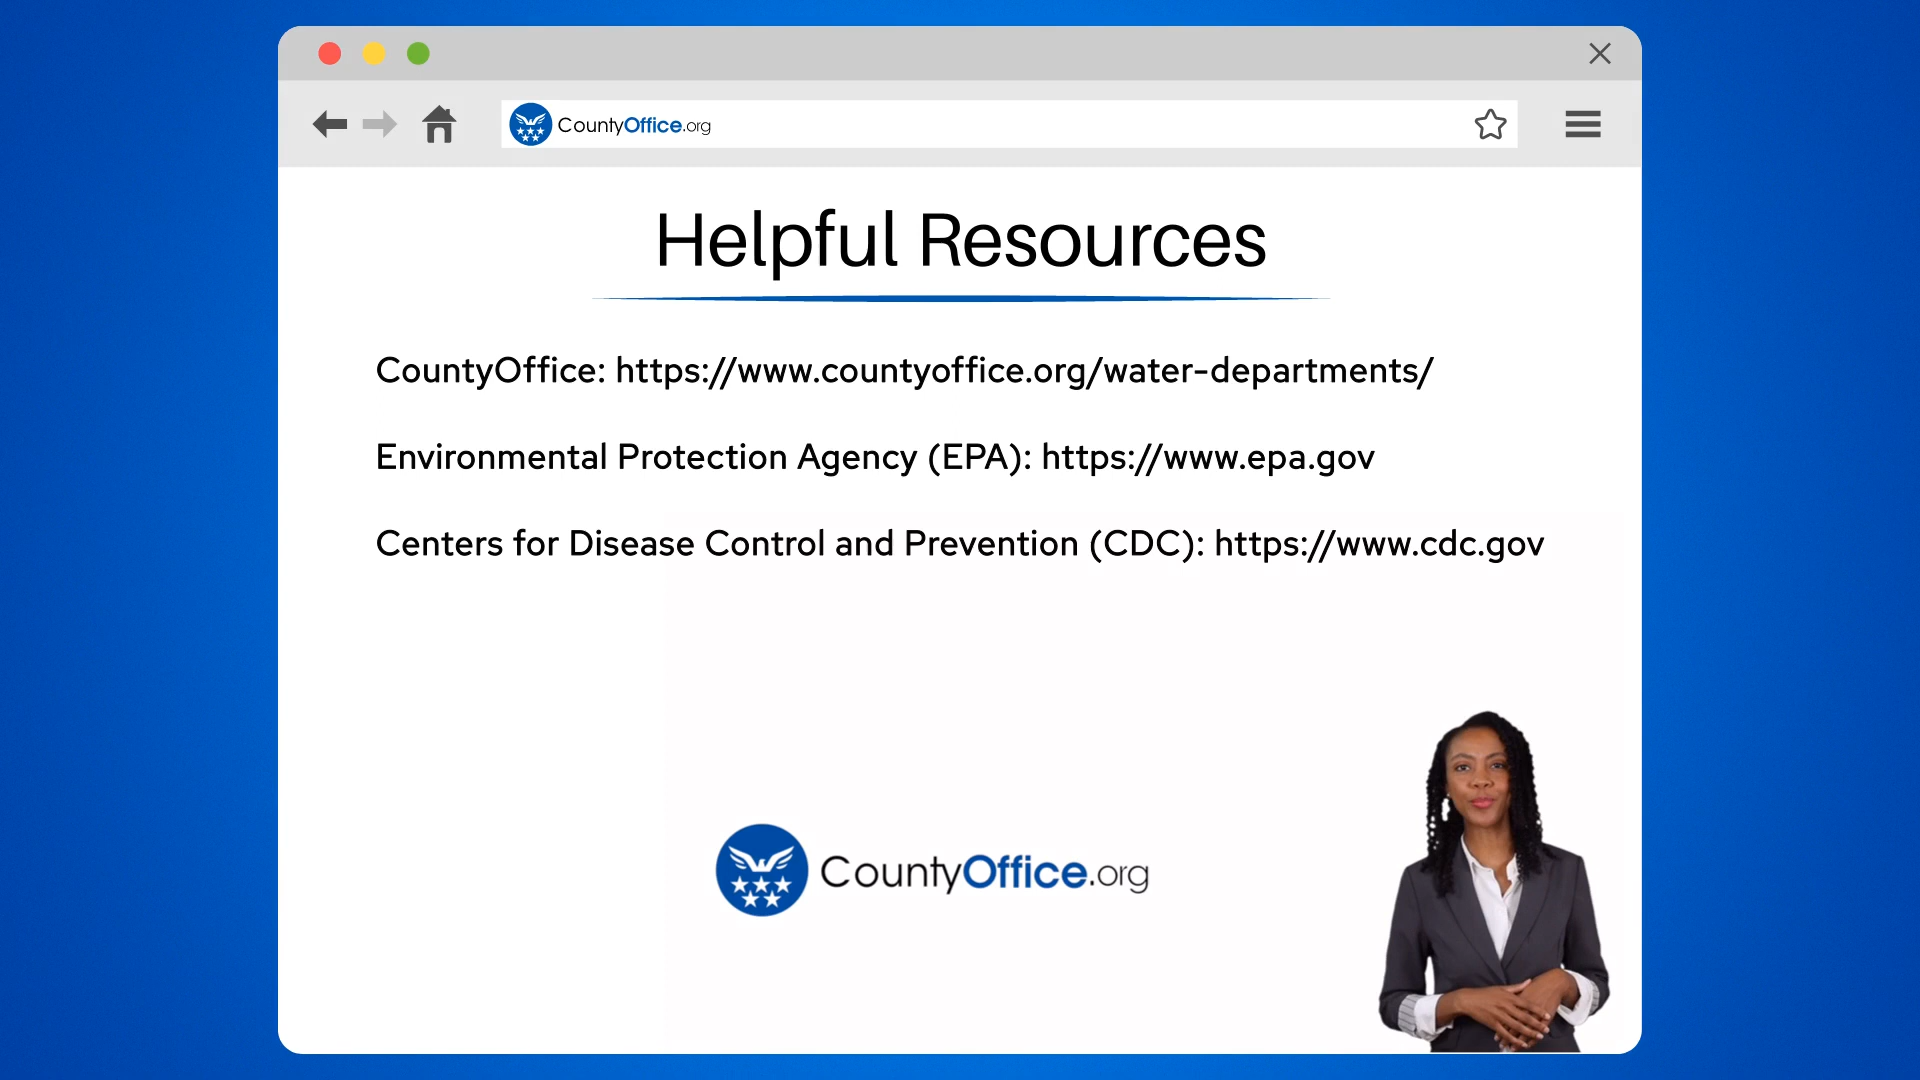 CountyOffice.org
Helpful Resources
CountyOffice: https://www.countyoffice.org/water-departments/
Environmental Protection Agency (EPA): https://www.epa.gov
Centers for Disease Control and Prevention (CDC): https://www.cdc.gov
CountyOffice.org